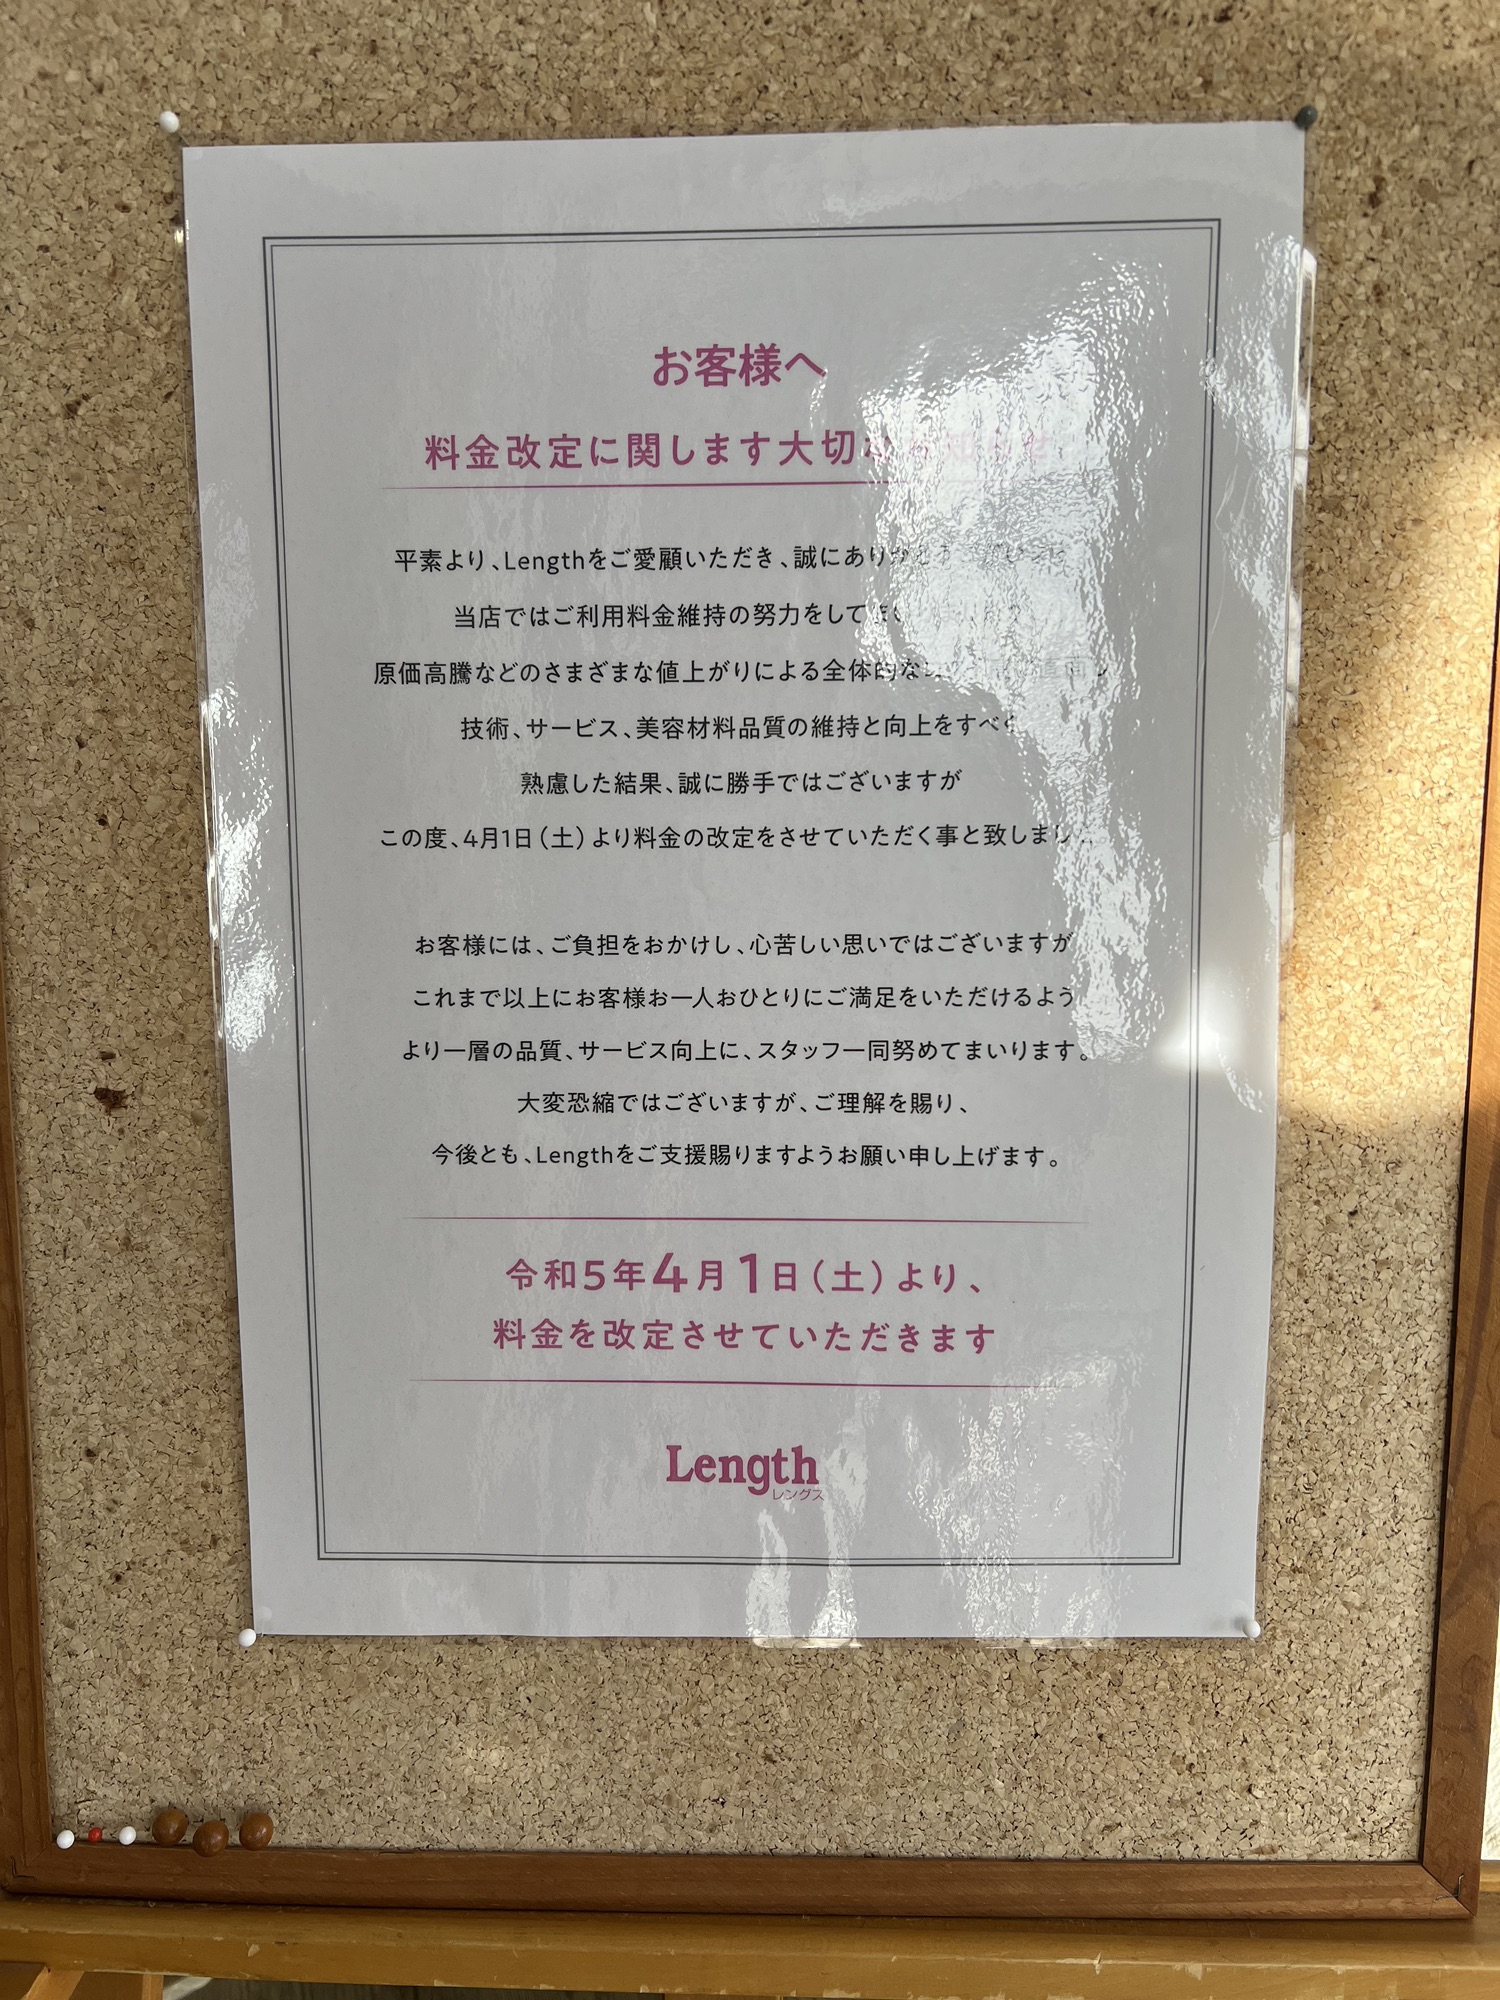 お客様へ
料金改定に関します大切なお知らせ
平素より、Lengthをご愛顧いただき、誠にありがとう
当店ではご利用料金維持の努力をしてまい
原価高騰などのさまざまな値上がりによる全体的な
技術、サービス、美容材料品質の維持と向上をすべく
熟慮した結果、誠に勝手ではございますが
この度、4月1日（土）より料金の改定をさせていただく事と致しました。
お客様には、ご負担をおかけし、心苦しい思いではございますが
これまで以上にお客様お一人おひとりにご満足をいただけるよう
より一層の品質、サービス向上に、スタッフ一同努めてまいります。
大変恐縮ではございますが、ご理解を賜り、
今後とも、Lengthをご支援賜りますようお願い申し上げます。
令和5年4月1日（土）より、
料金を改定させていただきます
Length
レングス